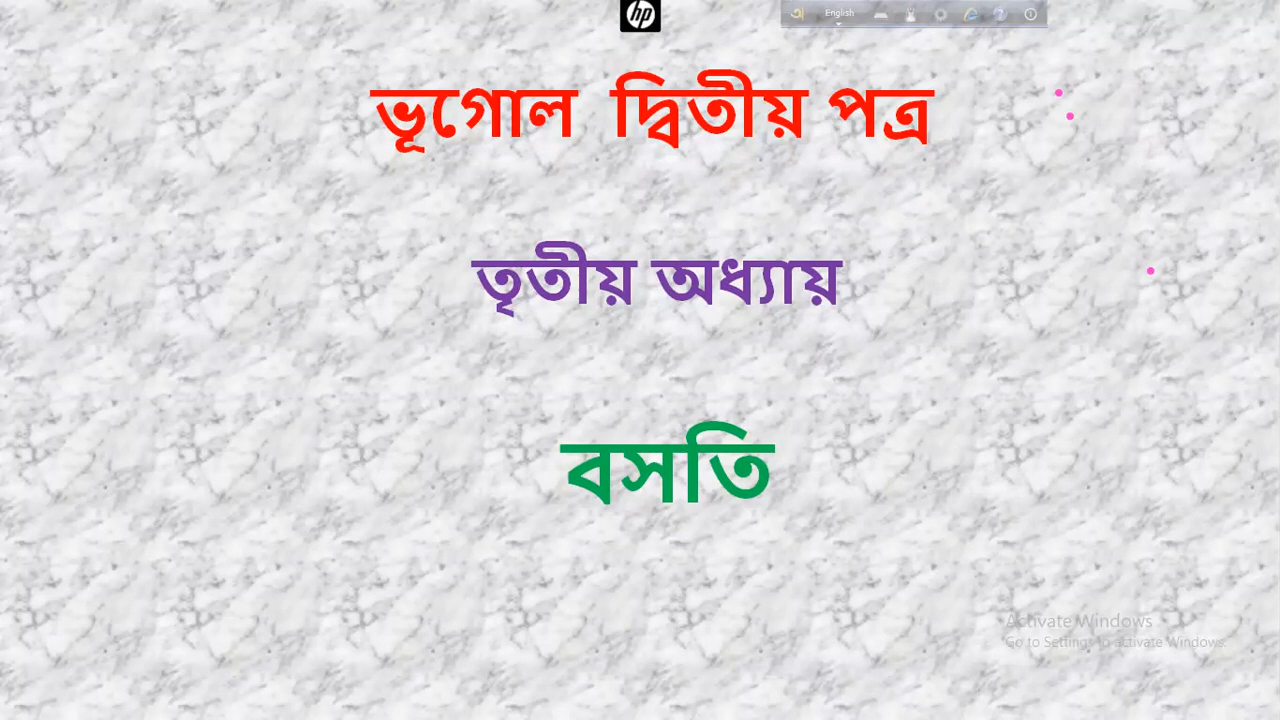 hp
English
ভূগোল দ্বিতীয় পত্র
তৃতীয় অধ্যায়
বসতি
Activate Windows
Go to Settings to activate Windows.